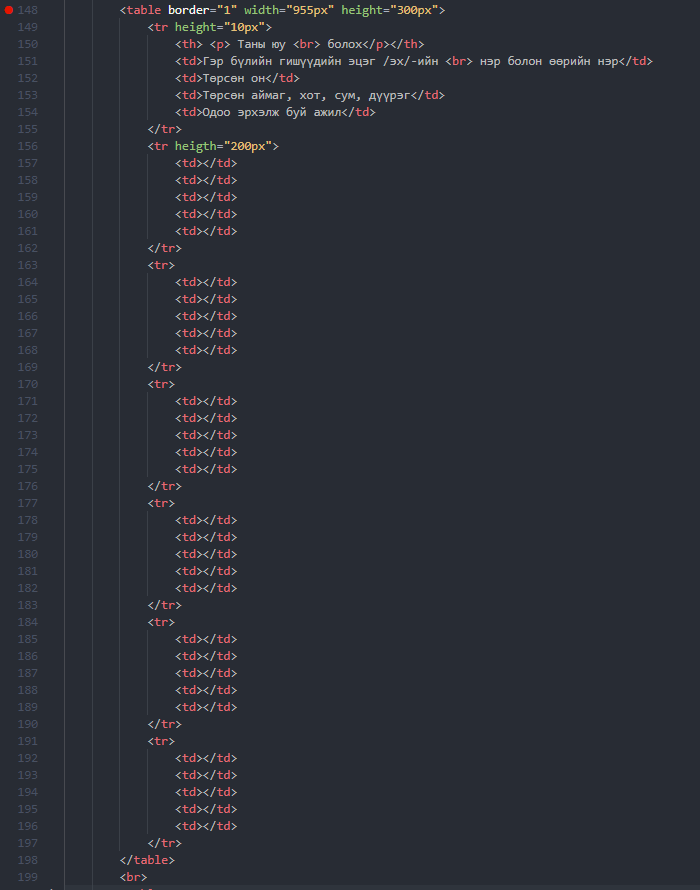 148 <table border="1" width="955px" height="300px">
149 <tr height="10px">
150 <th> <p> Таны юу <br> болох</p></th>
151 <td>Гэр бүлийн гишүүдийн эцэг /эх/-ийн <br> нэр болон өөрийн нэр</td>
152 <td>Төрсөн он</td>
153 <td>Төрсөн аймаг, хот, сум, дүүрэг</td>
154 <td>Одоо эрхэлж буй ажил</td>
155 </tr>
156 <tr heigth="200px">
157 <td></td>
158 <td></td>
159 <td></td>
160 <td></td>
161 <td></td>
162 </tr>
163 <tr>
164 <td></td>
165 <td></td>
166 <td></td>
167 <td></td>
168 <td></td>
169 </tr>
170 <tr>
171 <td></td>
172 <td></td>
173 <td></td>
174 <td></td>
175 <td></td>
176 </tr>
177 <tr>
178 <td></td>
179 <td></td>
180 <td></td>
181 <td></td>
182 <td></td>
183 </tr>
184 <tr>
185 <td></td>
186 <td></td>
187 <td></td>
188 <td></td>
189 <td></td>
190 </tr>
191 <tr>
192 <td></td>
193 <td></td>
194 <td></td>
195 <td></td>
196 <td></td>
197 </tr>
198 </table>
199 <br>